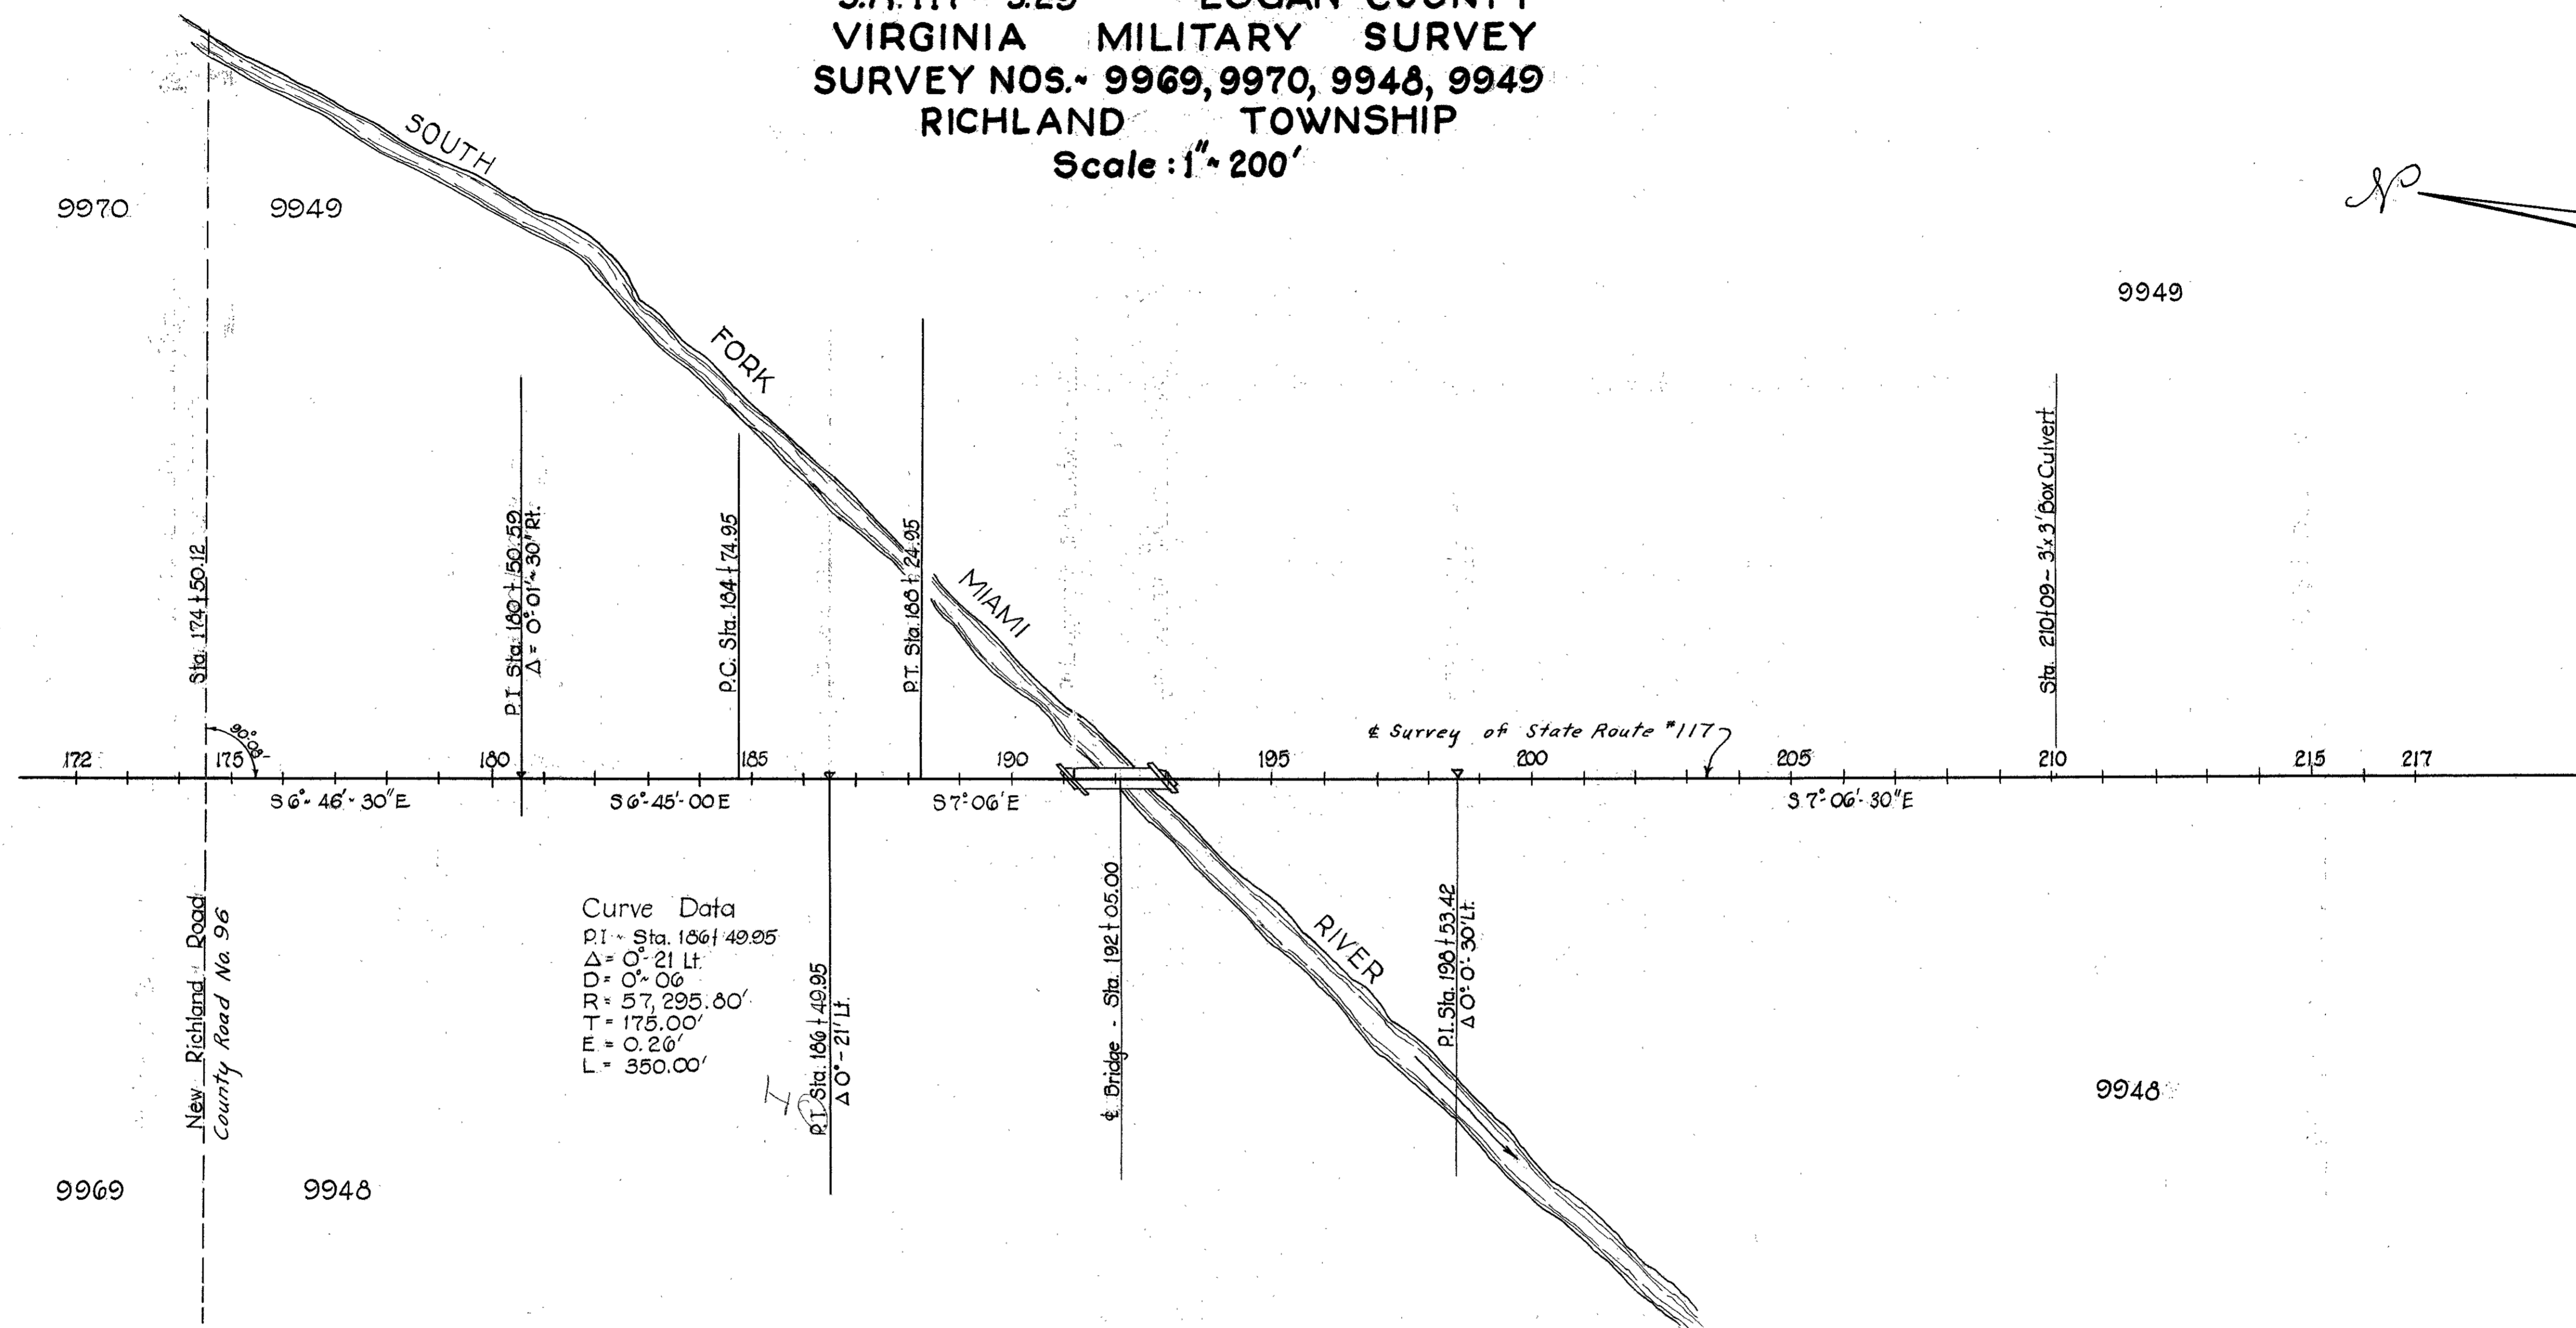 LOGAN COUNTY
VIRGINIA MILITARY SURVEY
SURVEY NOS.~ 9969, 9970, 9948, 9949
RICHLAND TOWNSHIP
Scale : 1"~ 200'
N
SOUTH
FORK
MIAMI
RIVER
9970
9949
9949
Sta. 174+50.12
P.I. Sta. 180+50.59
Δ = 0°-01'~30" Rt.
P.C. Sta. 184+74.95
P.T. Sta. 188+24.95
Sta. 210+09~ 3'x3' Box Culvert
90°-08'
℄ Survey of State Route #117
172 175 180 185 190 195 200 205 210 215 217
S 6°~ 46'~ 30" E
S 6°-45'-00 E
S 7°-06' E
S 7°-06'-30" E
New Richland Road
County Road No. 96
Curve Data
P.I ~ Sta. 186+49.95
Δ = 0°-21 Lt.
D = 0°~ 06
R = 57,295.80'
T = 175.00'
E = 0.26'
L = 350.00'
P.I. Sta. 186+49.95
Δ 0°-21' Lt.
℄ Bridge - Sta. 192+05.00
P.I. Sta. 198+53.42
Δ 0°-0'-30" Lt.
9948
9969
9948